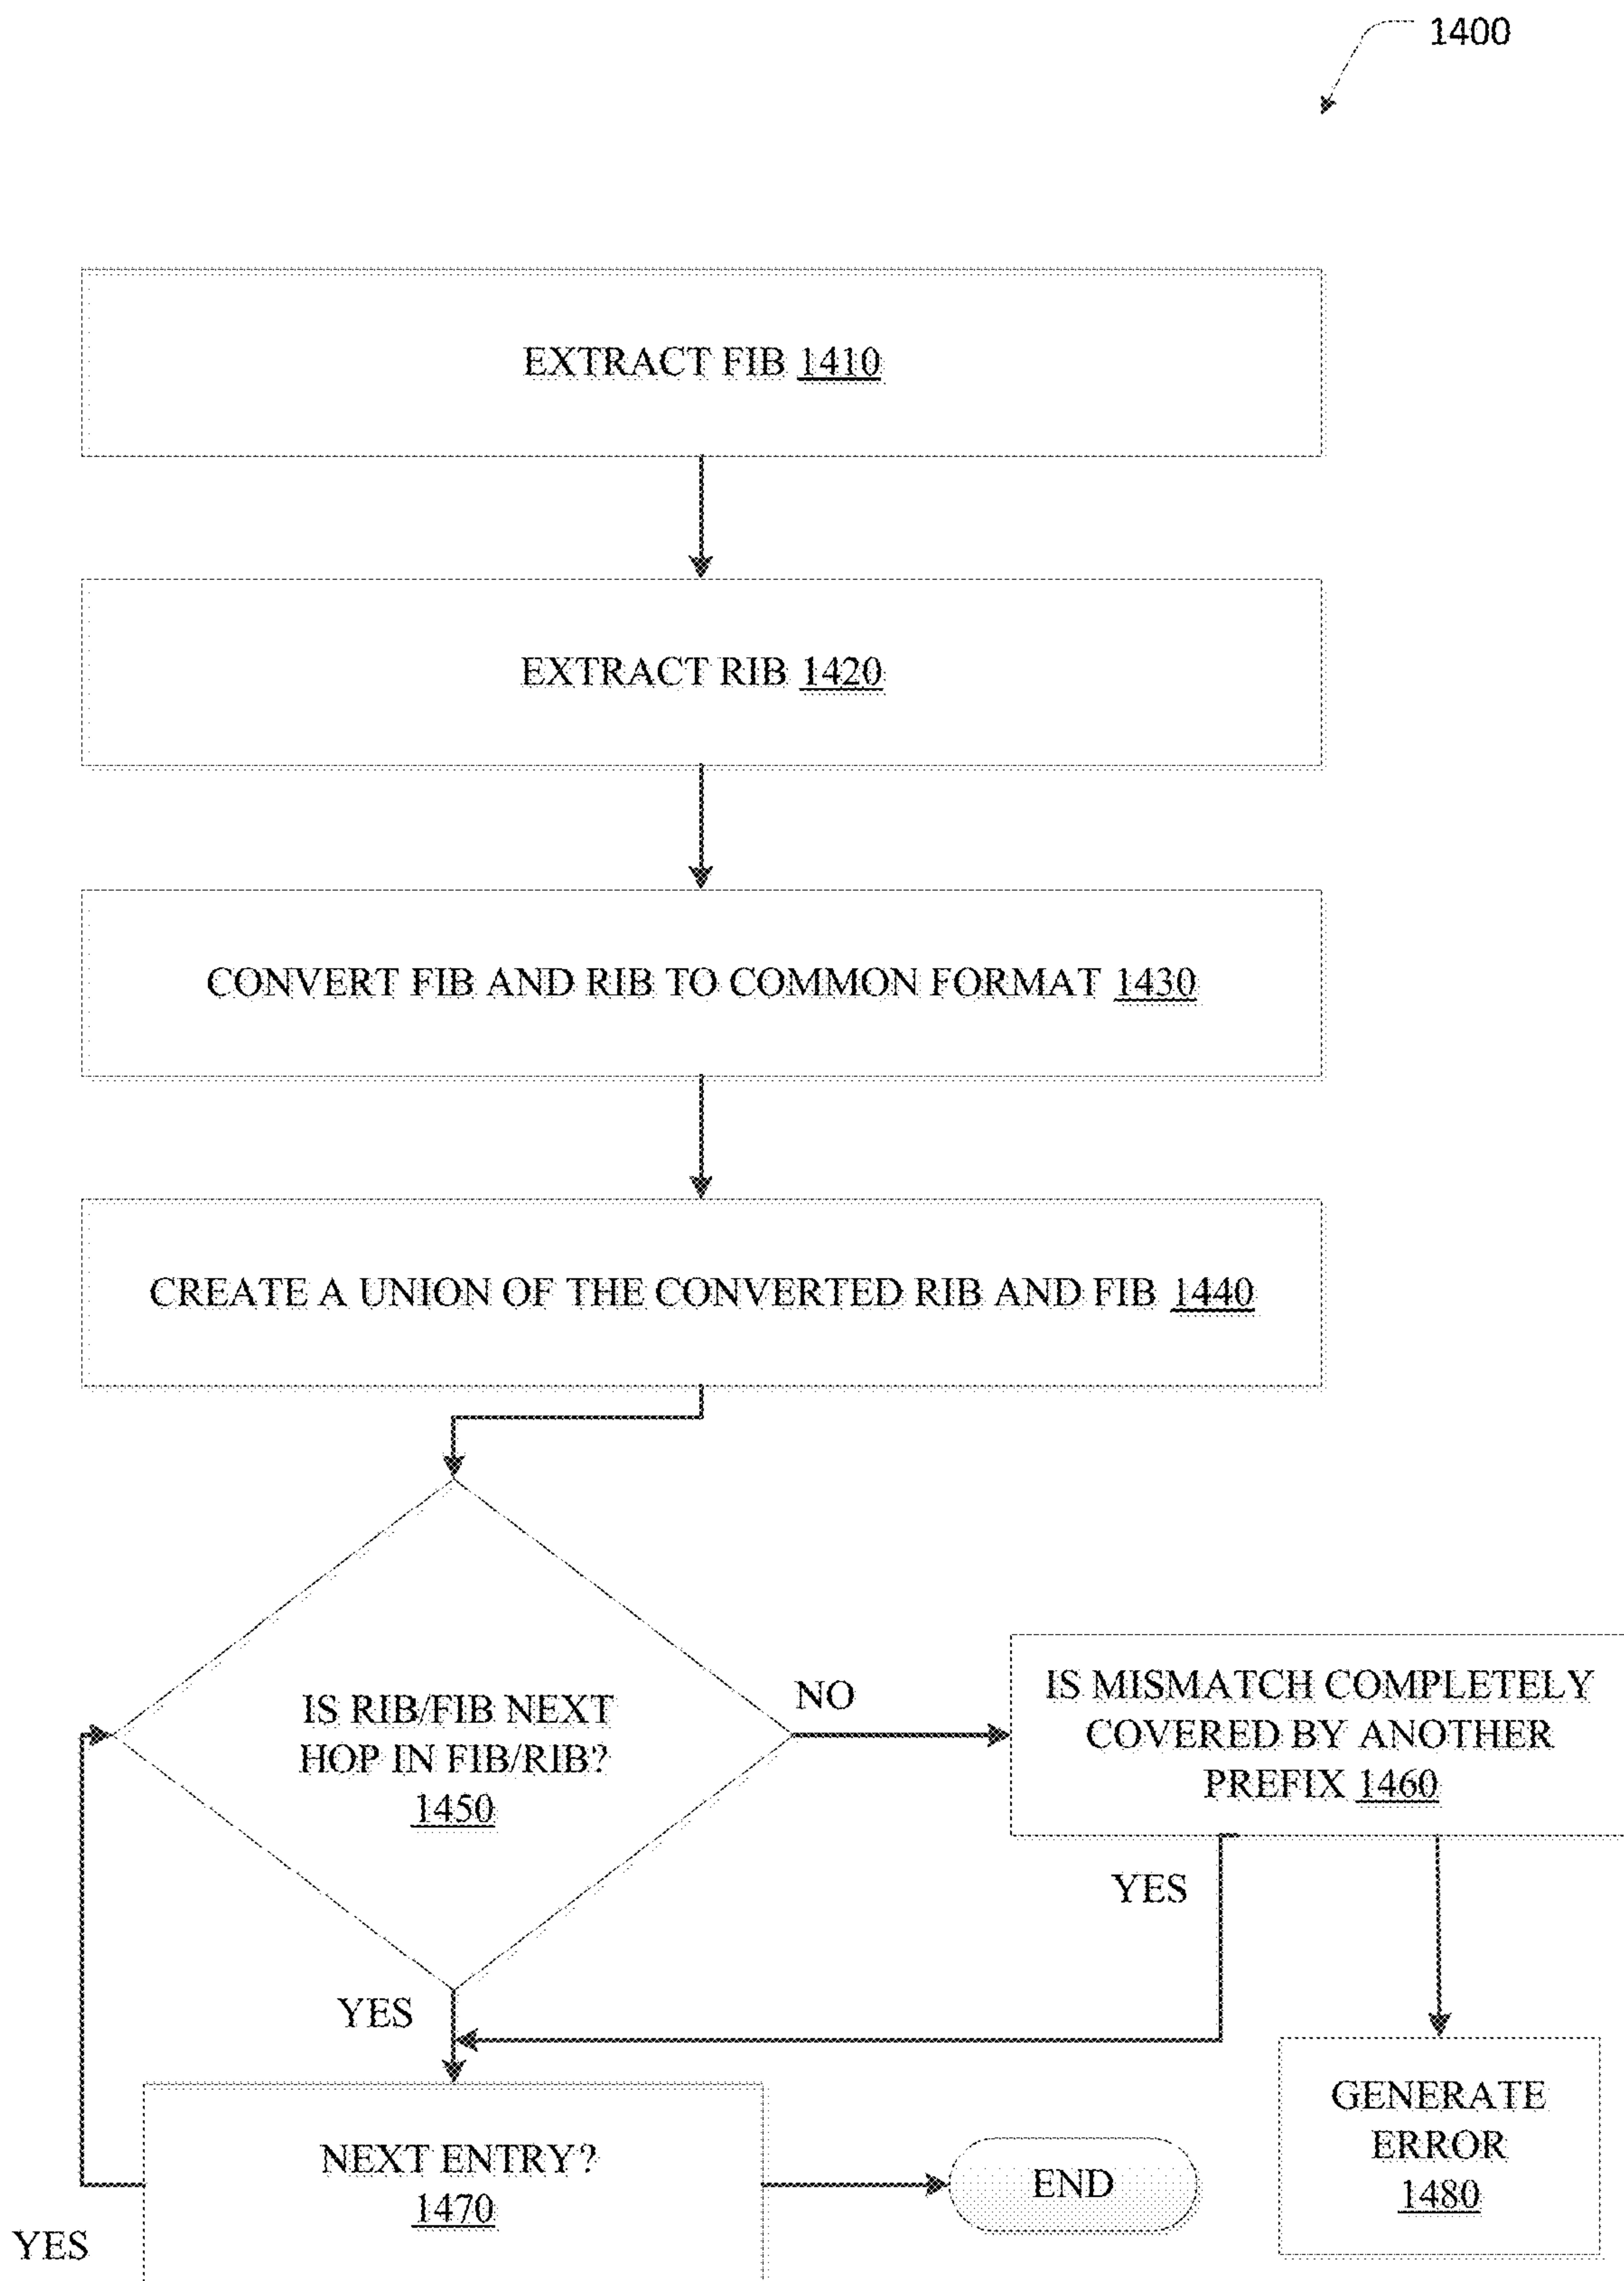 1400
EXTRACT FIB 1410
EXTRACT RIB 1420
CONVERT FIB AND RIB TO COMMON FORMAT 1430
CREATE A UNION OF THE CONVERTED RIB AND FIB 1440
IS RIB/FIB NEXT
HOP IN FIB/RIB?
1450
NO
IS MISMATCH COMPLETELY
COVERED BY ANOTHER
PREFIX 1460
YES
YES
NEXT ENTRY?
1470
YES
END
GENERATE
ERROR
1480